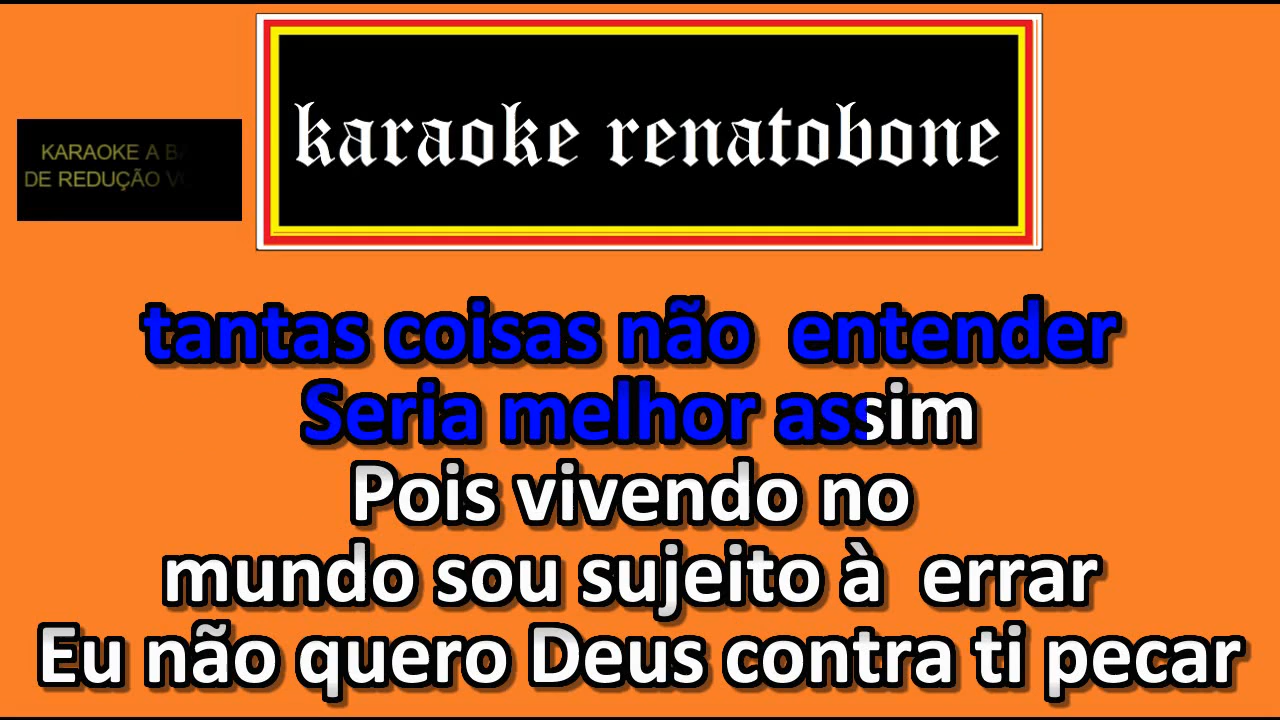 karaoke renatobone
KARAOKE A
DE REDUÇÃO
tantas coisas não entender
Seria melhor assim
Pois vivendo no
mundo sou sujeito à errar
Eu não quero Deus contra ti pecar